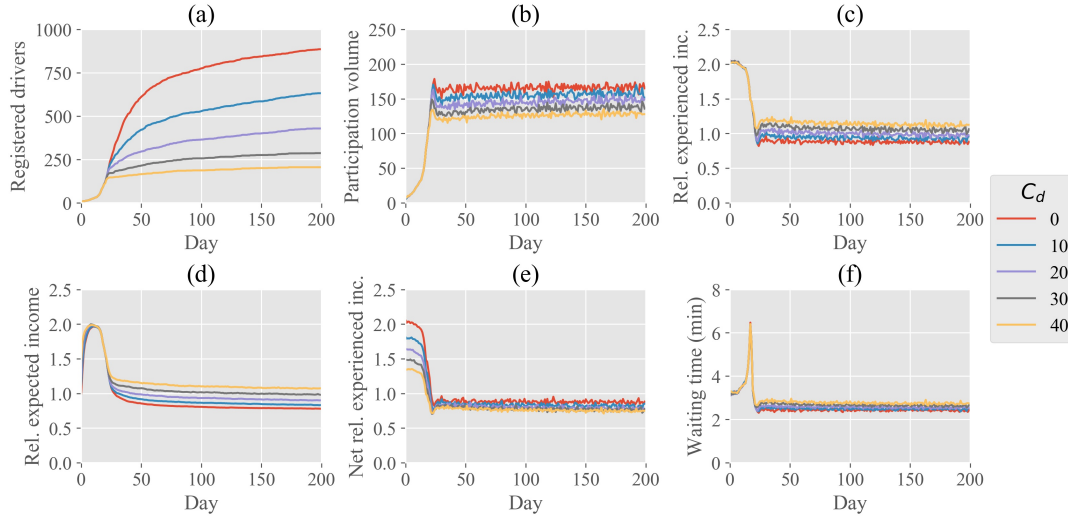 (a)
Registered drivers
1000
750
500
250
0
0 50 100 150 200
Day
(b)
Participation volume
250
200
150
100
50
0
0 50 100 150 200
Day
(c)
Rel. experienced inc.
2.5
2.0
1.5
1.0
0.5
0.0
0 50 100 150 200
Day
C_d
0
10
20
30
40
(d)
Rel. expected income
2.5
2.0
1.5
1.0
0.5
0.0
0 50 100 150 200
Day
(e)
Net rel. experienced inc.
2.5
2.0
1.5
1.0
0.5
0.0
0 50 100 150 200
Day
(f)
Waiting time (min)
8
6
4
2
0
0 50 100 150 200
Day